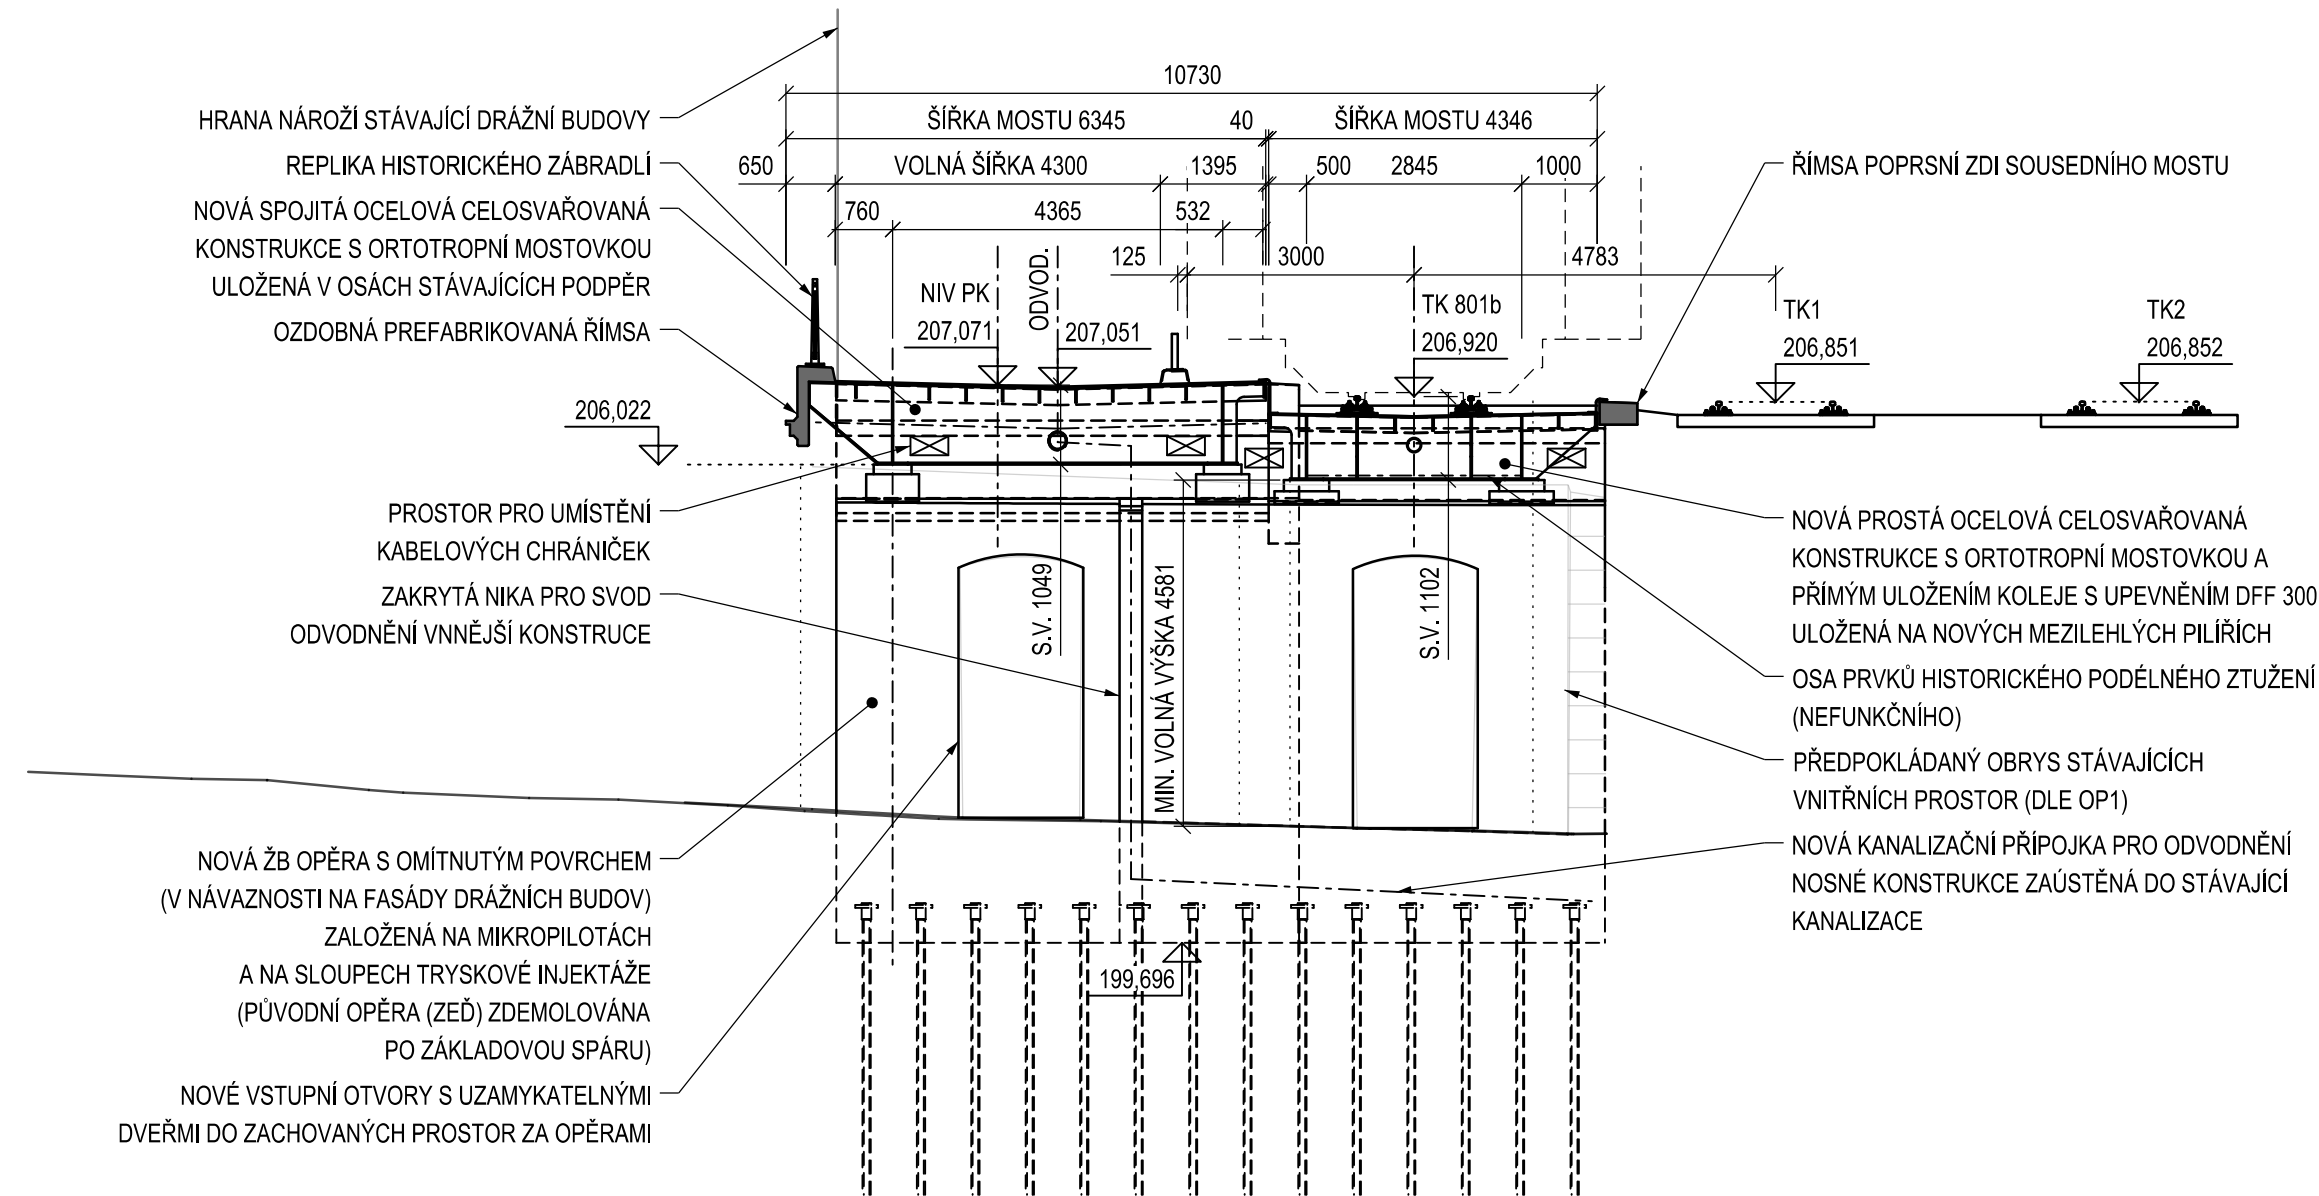 10730
ŠÍŘKA MOSTU 6345
40
ŠÍŘKA MOSTU 4346
650
VOLNÁ ŠÍŘKA 4300
1395
500
2845
1000
760
4365
532
125
3000
4783
HRANA NÁROŽÍ STÁVAJÍCÍ DRÁŽNÍ BUDOVY
REPLIKA HISTORICKÉHO ZÁBRADLÍ
NOVÁ SPOJITÁ OCELOVÁ CELOSVAŘOVANÁ
KONSTRUKCE S ORTOTROPNÍ MOSTOVKOU
ULOŽENÁ V OSÁCH STÁVAJÍCÍCH PODPĚR
OZDOBNÁ PREFABRIKOVANÁ ŘÍMSA
206,022
PROSTOR PRO UMÍSTĚNÍ
KABELOVÝCH CHRÁNIČEK
ZAKRYTÁ NIKA PRO SVOD
ODVODNĚNÍ VNNĚJŠÍ KONSTRUCE
NOVÁ ŽB OPĚRA S OMÍTNUTÝM POVRCHEM
(V NÁVAZNOSTI NA FASÁDY DRÁŽNÍCH BUDOV)
ZALOŽENÁ NA MIKROPILOTÁCH
A NA SLOUPECH TRYSKOVÉ INJEKTÁŽE
(PŮVODNÍ OPĚRA (ZEĎ) ZDEMOLOVÁNA
PO ZÁKLADOVOU SPÁRU)
NOVÉ VSTUPNÍ OTVORY S UZAMYKATELNÝMI
DVEŘMI DO ZACHOVANÝCH PROSTOR ZA OPĚRAMI
NIV PK
207,071
ODVOD.
207,051
TK 801b
206,920
TK1
206,851
TK2
206,852
S.V. 1049
MIN. VOLNÁ VÝŠKA 4581
S.V. 1102
199,696
ŘÍMSA POPRSNÍ ZDI SOUSEDNÍHO MOSTU
NOVÁ PROSTÁ OCELOVÁ CELOSVAŘOVANÁ
KONSTRUKCE S ORTOTROPNÍ MOSTOVKOU A
PŘÍMÝM ULOŽENÍM KOLEJE S UPEVNĚNÍM DFF 300
ULOŽENÁ NA NOVÝCH MEZILEHLÝCH PILÍŘÍCH
OSA PRVKŮ HISTORICKÉHO PODÉLNÉHO ZTUŽENÍ
(NEFUNKČNÍHO)
PŘEDPOKLÁDANÝ OBRYS STÁVAJÍCÍCH
VNITŘNÍCH PROSTOR (DLE OP1)
NOVÁ KANALIZAČNÍ PŘÍPOJKA PRO ODVODNĚNÍ
NOSNÉ KONSTRUKCE ZAÚSTĚNÁ DO STÁVAJÍCÍ
KANALIZACE